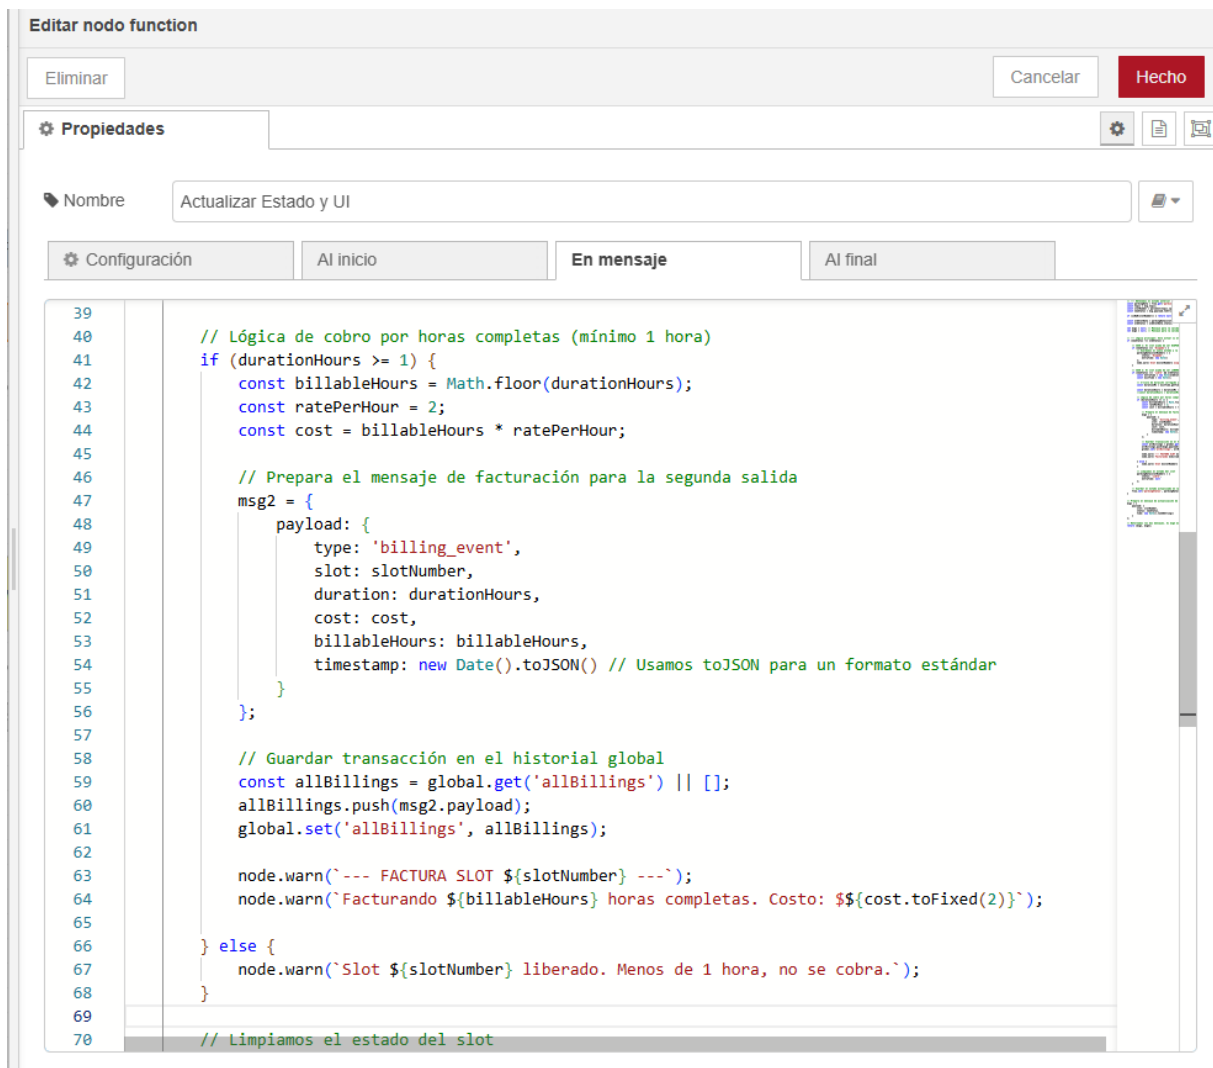 Editar nodo function
Eliminar
Cancelar
Hecho
Propiedades
Nombre
Actualizar Estado y UI
Configuración
Al inicio
En mensaje
Al final
39
40 // Lógica de cobro por horas completas (mínimo 1 hora)
41 if (durationHours >= 1) {
42 const billableHours = Math.floor(durationHours);
43 const ratePerHour = 2;
44 const cost = billableHours * ratePerHour;
45
46 // Prepara el mensaje de facturación para la segunda salida
47 msg2 = {
48 payload: {
49 type: 'billing_event',
50 slot: slotNumber,
51 duration: durationHours,
52 cost: cost,
53 billableHours: billableHours,
54 timestamp: new Date().toJSON() // Usamos toJSON para un formato estándar
55 }
56 };
57
58 // Guardar transacción en el historial global
59 const allBillings = global.get('allBillings') || [];
60 allBillings.push(msg2.payload);
61 global.set('allBillings', allBillings);
62
63 node.warn(`--- FACTURA SLOT ${slotNumber} ---`);
64 node.warn(`Facturando ${billableHours} horas completas. Costo: $${cost.toFixed(2)}`);
65
66 } else {
67 node.warn(`Slot ${slotNumber} liberado. Menos de 1 hora, no se cobra.`);
68 }
69
70 // Limpiamos el estado del slot